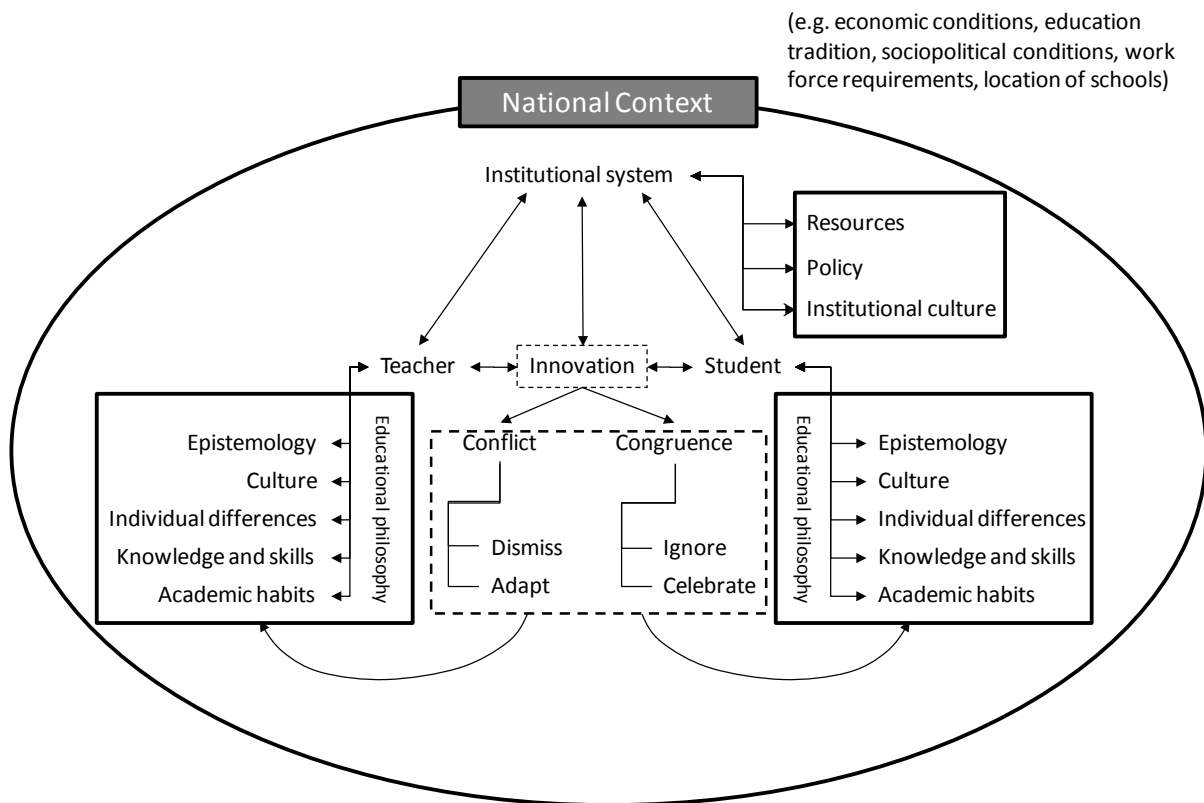 (e.g. economic conditions, education
tradition, sociopolitical conditions, work
force requirements, location of schools)
National Context
Institutional system
Resources
Policy
Institutional culture
Teacher
Innovation
Student
Educational philosophy
Epistemology
Culture
Individual differences
Knowledge and skills
Academic habits
Conflict
Dismiss
Adapt
Congruence
Ignore
Celebrate
Educational philosophy
Epistemology
Culture
Individual differences
Knowledge and skills
Academic habits